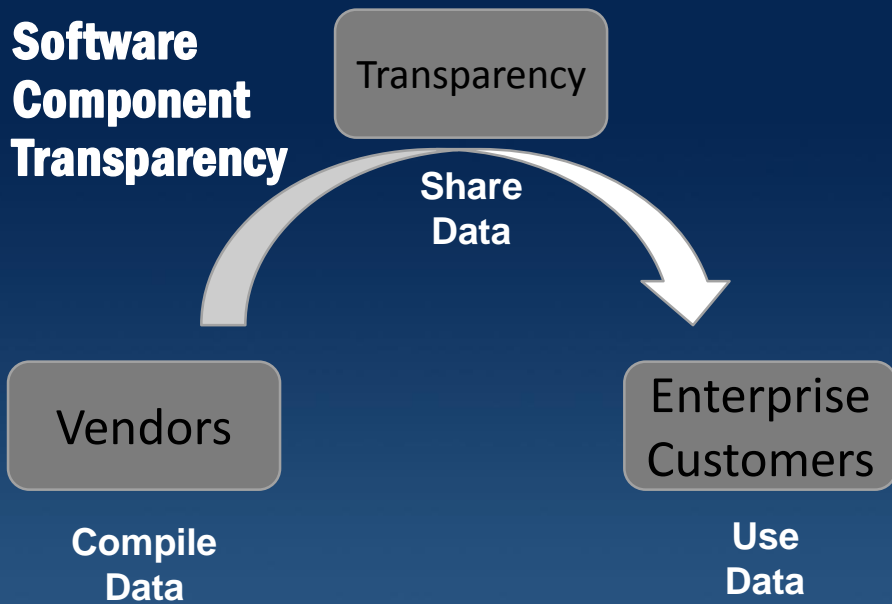 Software
Component
Transparency
Transparency
Share
Data
Vendors
Enterprise
Customers
Compile
Data
Use
Data